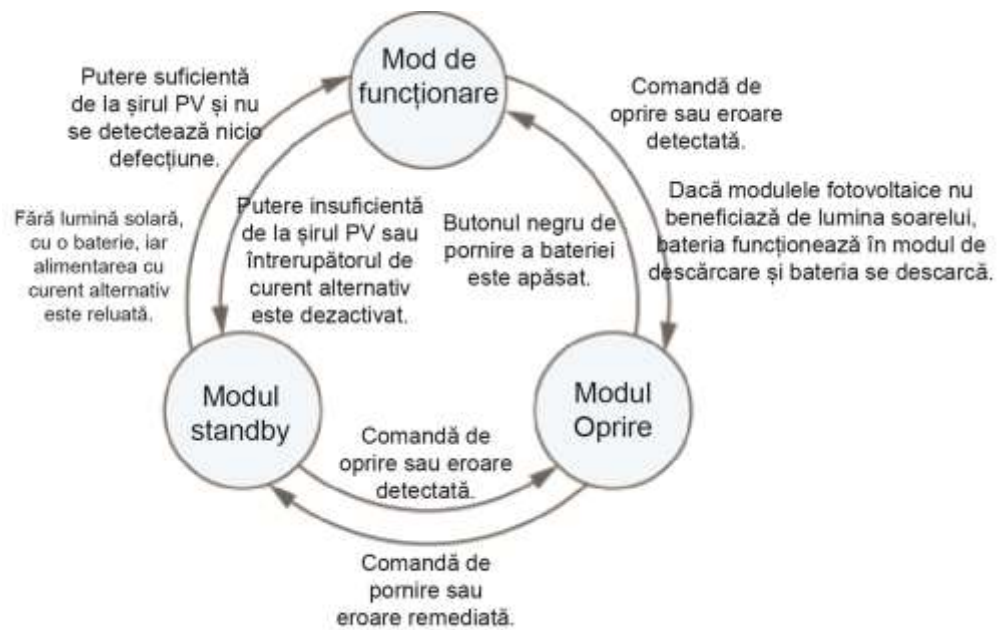 Mod de
funcționare
Putere suficientă
de la șirul PV și nu
se detectează nicio
defecțiune.
Comandă de
oprire sau eroare
detectată.
Fără lumină solară,
cu o baterie, iar
alimentarea cu
curent alternativ
este reluată.
Putere insuficientă
de la șirul PV sau
întrerupătorul de
curent alternativ
este dezactivat.
Butonul negru de
pornire a bateriei
este apăsat.
Dacă modulele fotovoltaice nu
beneficiază de lumina soarelui,
bateria funcționează în modul de
descărcare și bateria se descarcă.
Modul
standby
Modul
Oprire
Comandă de
oprire sau eroare
detectată.
Comandă de
pornire sau
eroare remediată.